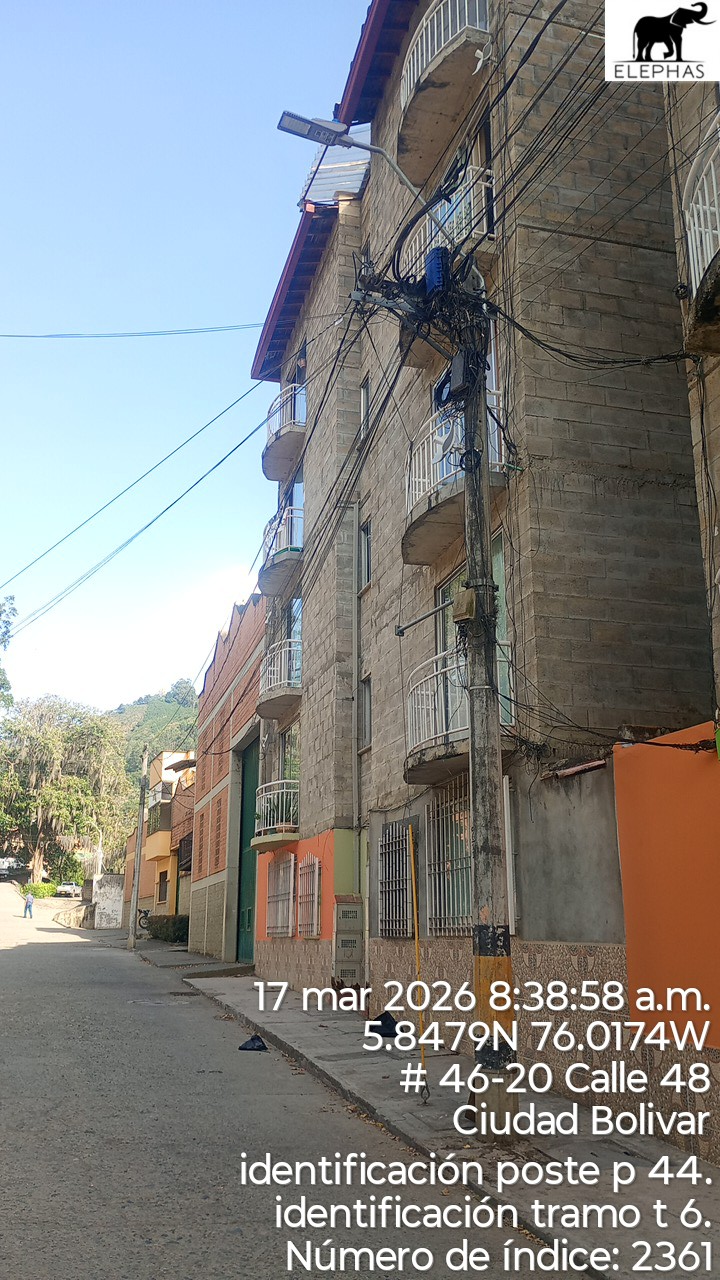 ELEPHAS
17 mar 2026 8:38:58 a.m.
5.8479N 76.0174W
# 46-20 Calle 48
Ciudad Bolivar
identificación poste p 44.
identificación tramo t 6.
Número de índice: 2361